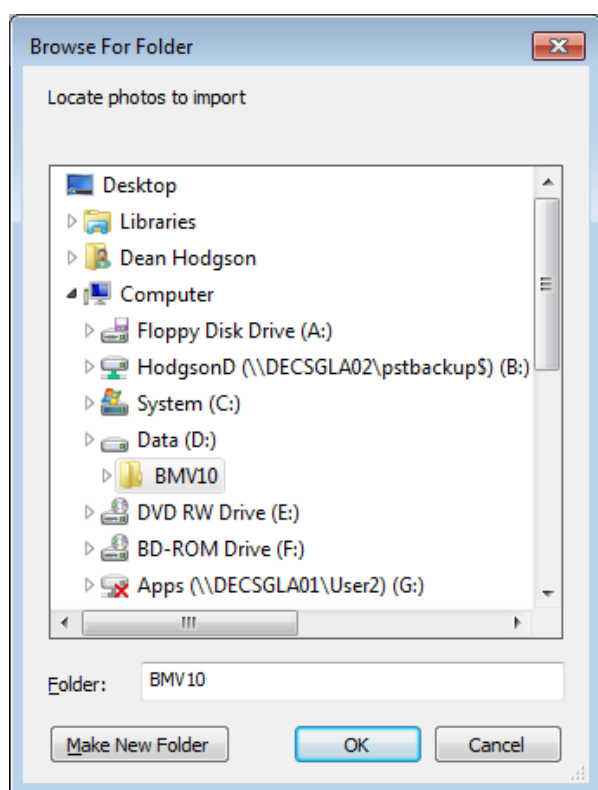 Browse For Folder
Locate photos to import
Desktop
Libraries
Dean Hodgson
Computer
Floppy Disk Drive (A:)
HodgsonD (\\DECSGLA02\pstbackup$) (B:)
System (C:)
Data (D:)
BMV10
DVD RW Drive (E:)
BD-ROM Drive (F:)
Apps (\\DECSGLA01\User2) (G:)
Folder: BMV10
Make New Folder OK Cancel